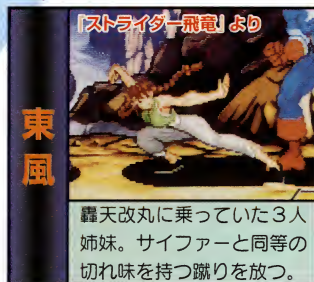 『ストライダー飛竜』より
東風
轟天改丸に乗っていた3人
姉妹。サイファーと同等の
切れ味を持つ蹴りを放つ。